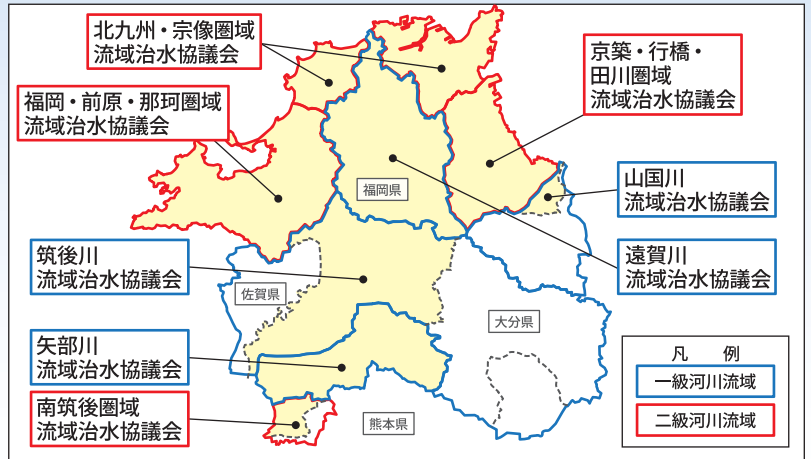 北九州・宗像圏域
流域治水協議会
福岡・前原・那珂圏域
流域治水協議会
京築・行橋・
田川圏域
流域治水協議会
福岡県
山国川
流域治水協議会
筑後川
流域治水協議会
遠賀川
流域治水協議会
佐賀県
大分県
矢部川
流域治水協議会
南筑後圏域
流域治水協議会
熊本県
凡 例
一級河川流域
二級河川流域